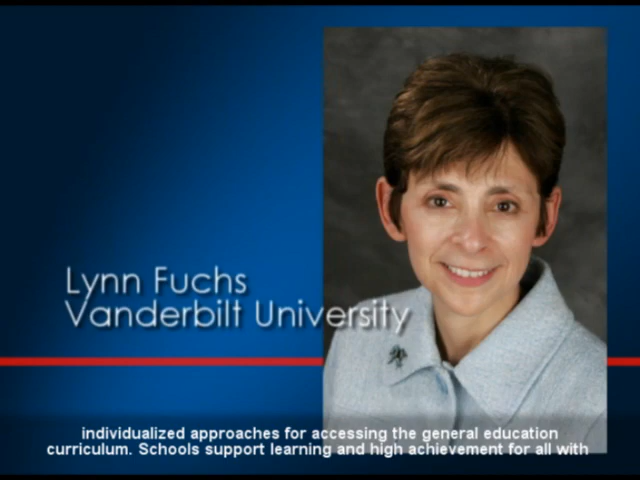 Lynn Fuchs
Vanderbilt University
individualized approaches for accessing the general education
curriculum. Schools support learning and high achievement for all with